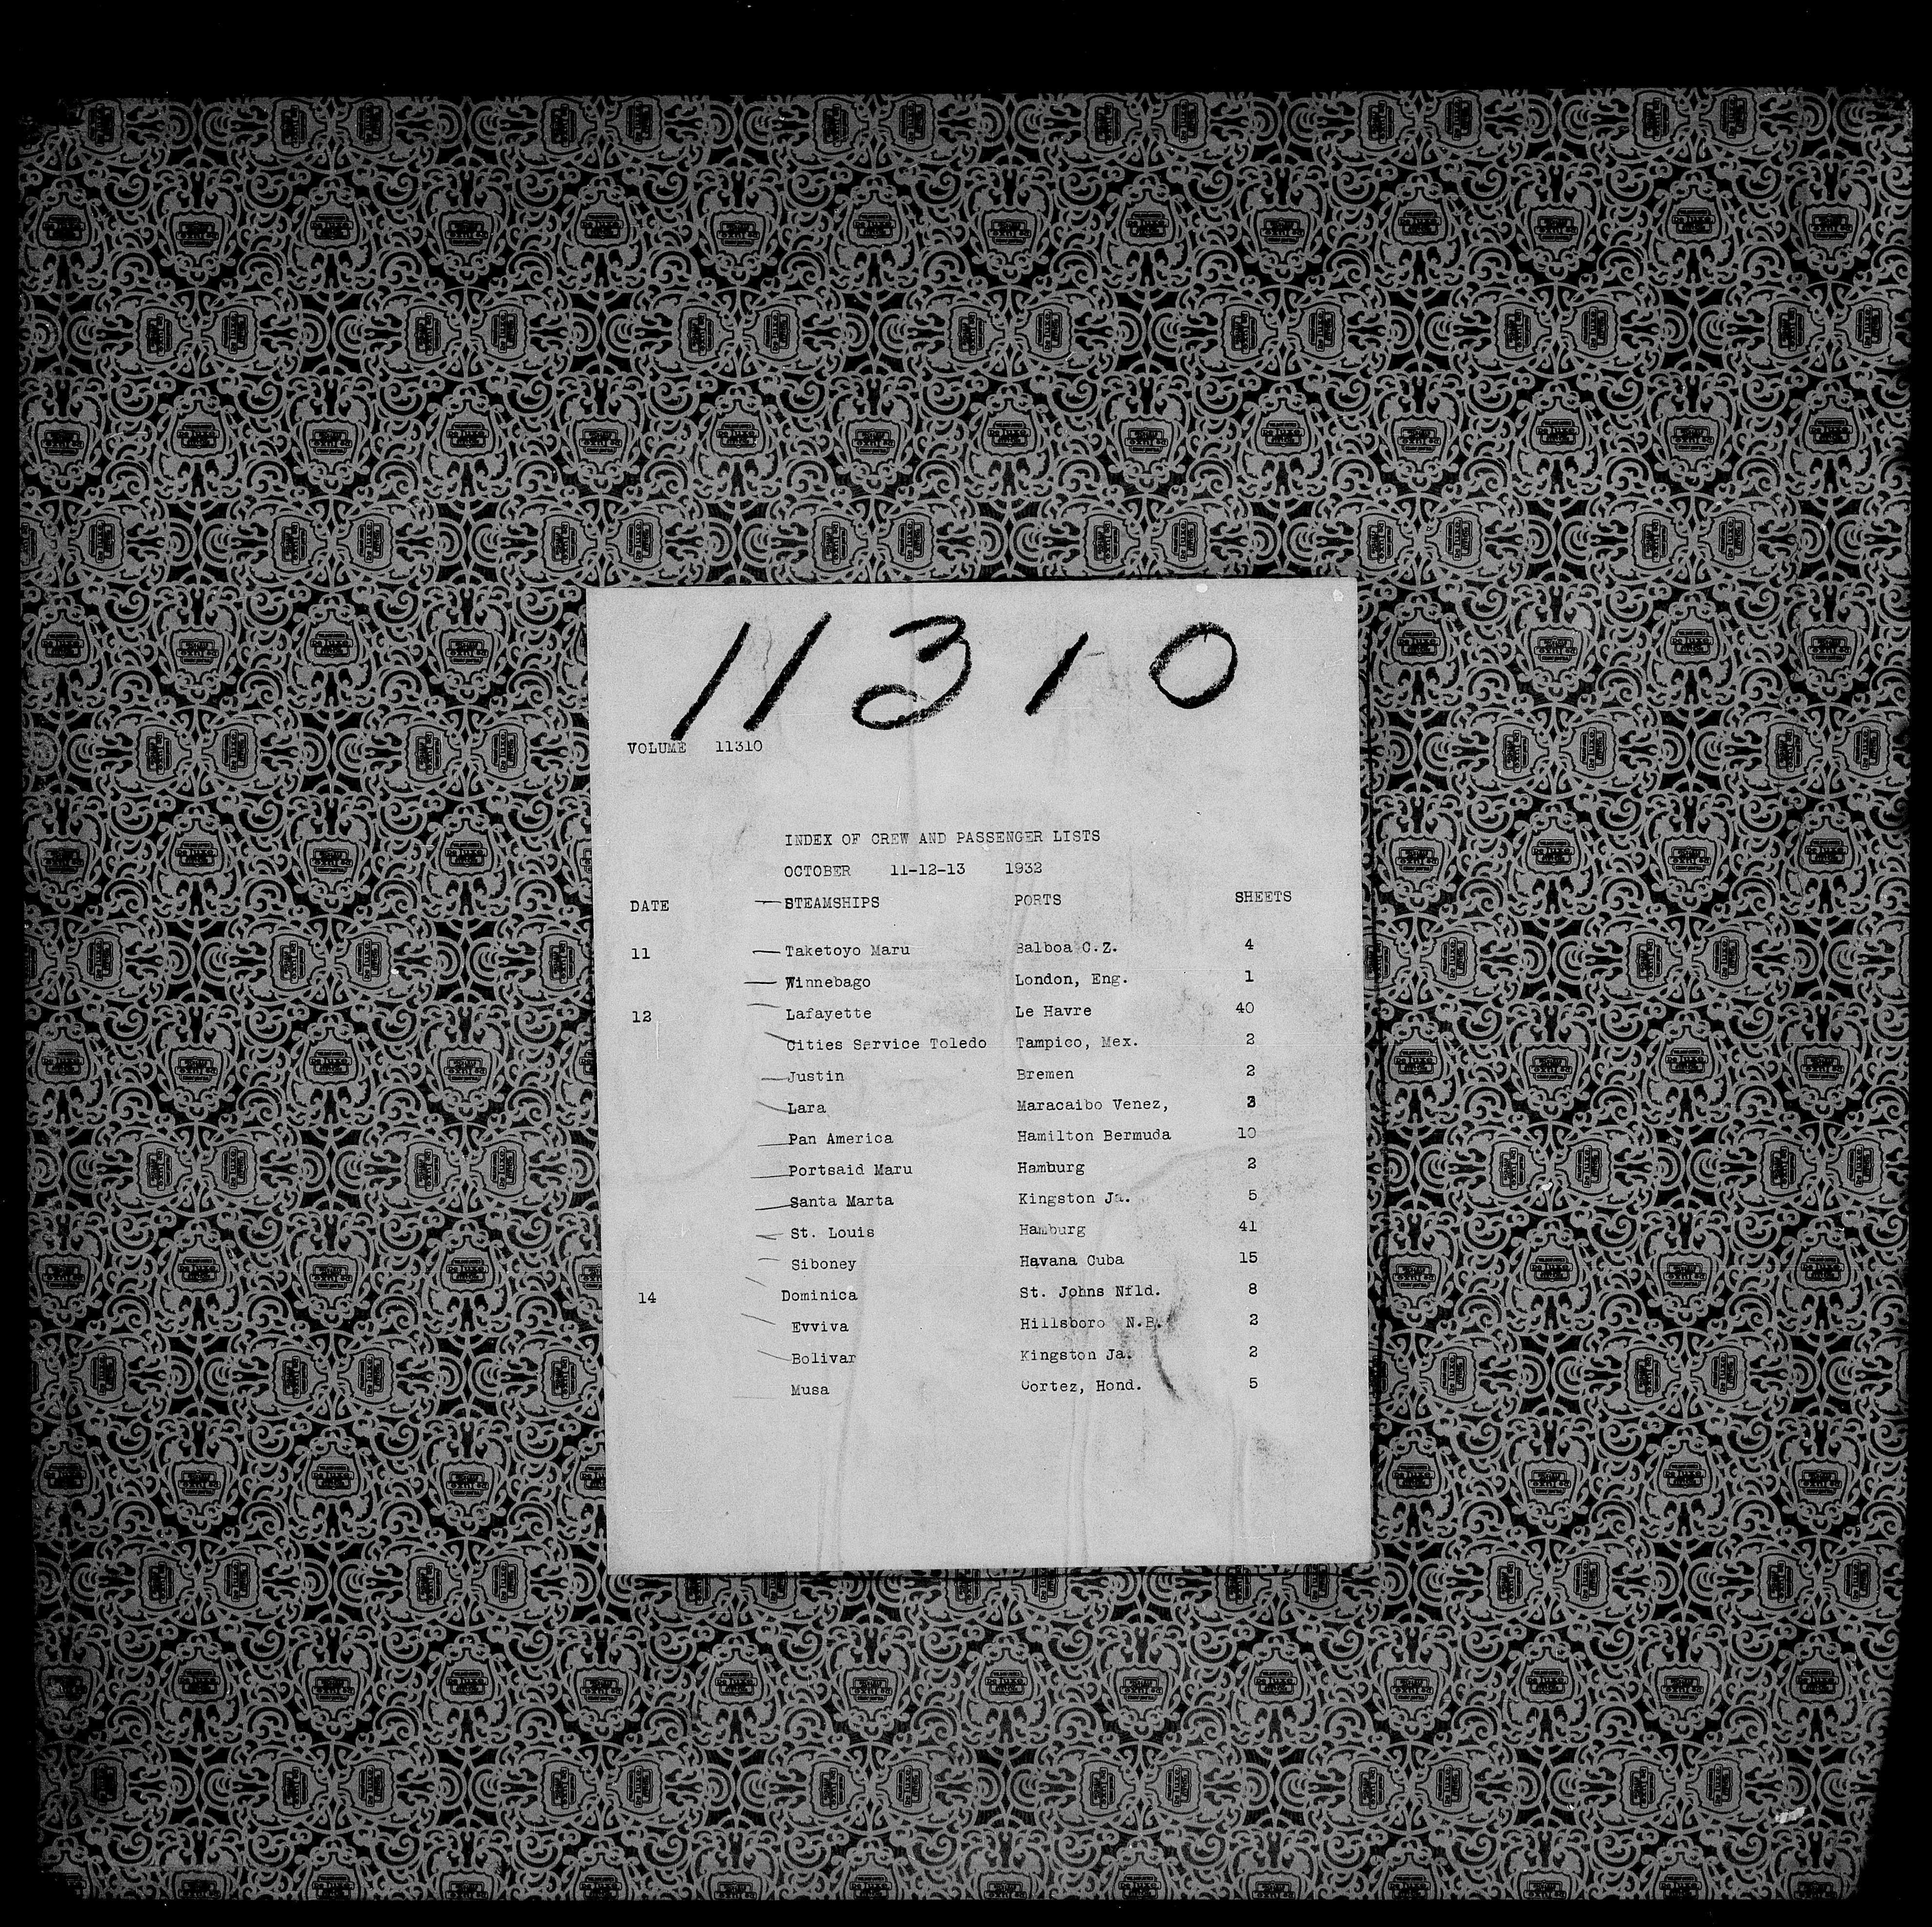 11310
VOLUME 11310
INDEX OF CREW AND PASSENGER LISTS
OCTOBER 11-12-13 1932
DATE STEAMSHIPS PORTS SHEETS
11 Taketoyo Maru Balboa C.Z. 4
Winnebago London, Eng. 1
12 Lafayette Le Havre 40
Cities Service Toledo Tampico, Mex. 2
Justin Bremen 2
Lara Maracaibo Venez,
Pan America Hamilton Bermuda 10
Portsaid Maru Hamburg 2
Santa Marta Kingston Ja. 5
St. Louis Hamburg 41
Siboney Havana Cuba 15
14 Dominica St. Johns Nfld. 8
Evviva Hillsboro N.B. 2
Bolivar Kingston Ja. 2
Musa Cortez, Hond. 5